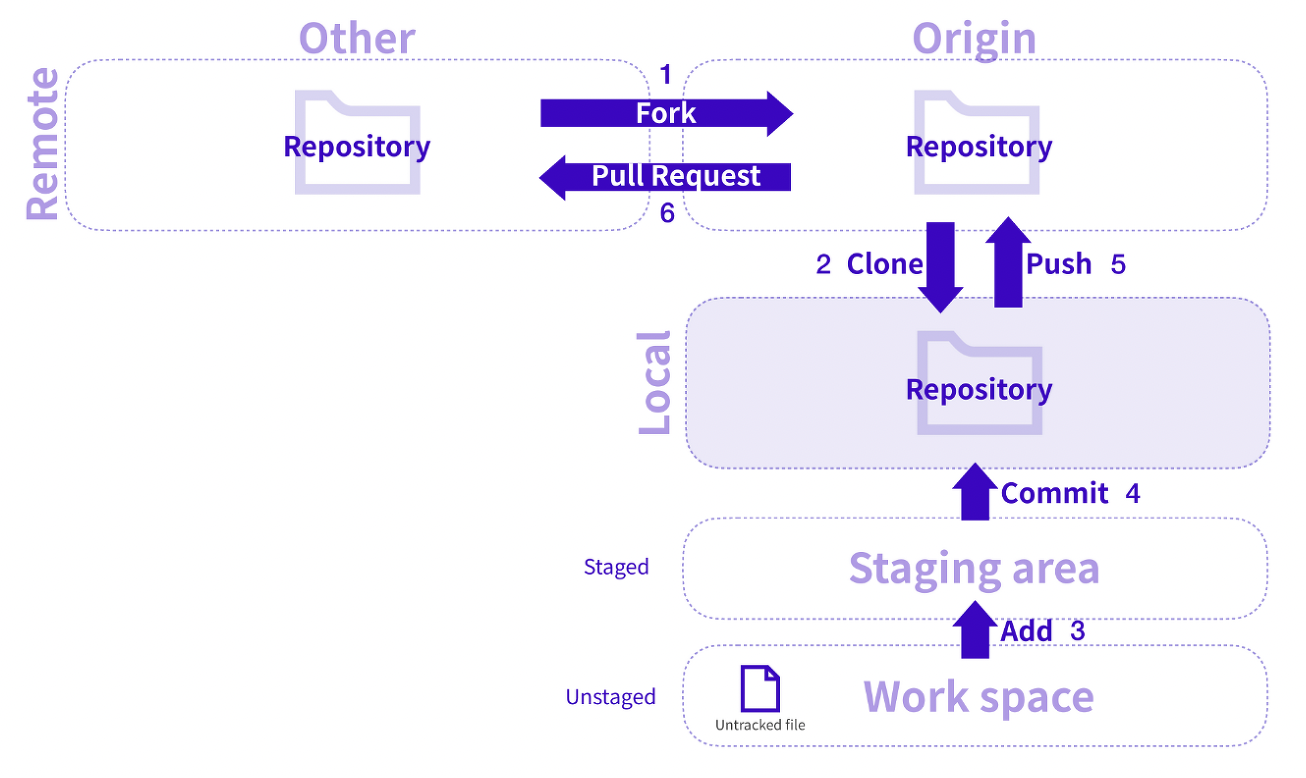 Other
Origin
Remote
1
Fork
Repository
Repository
Pull Request
6
2 Clone
Push 5
Local
Repository
Commit 4
Staged
Staging area
Add 3
Unstaged
Work space
Untracked file